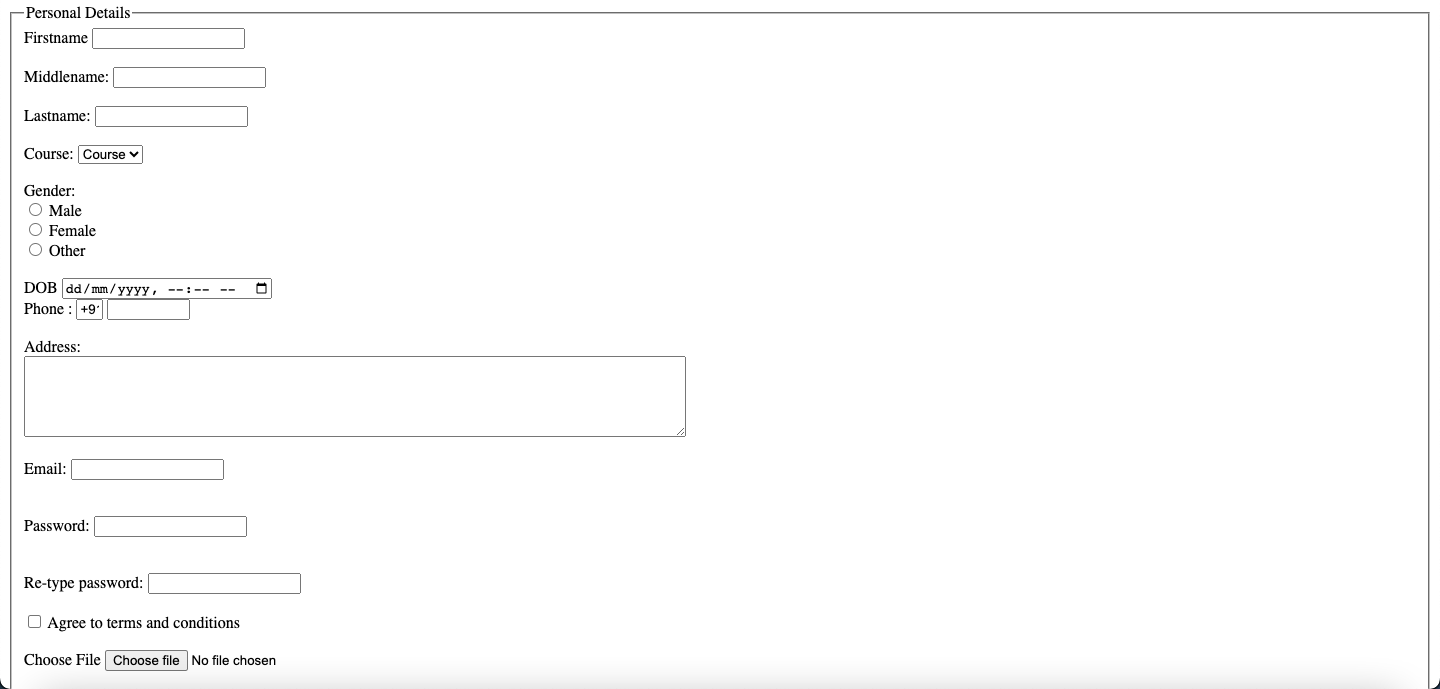 Personal Details
Firstname
Middlename:
Lastname:
Course: Course
Gender:
Male
Female
Other
DOB dd/mm/yyyy, --:-- --
Phone : +91
Address:
Email:
Password:
Re-type password:
Agree to terms and conditions
Choose File Choose file No file chosen